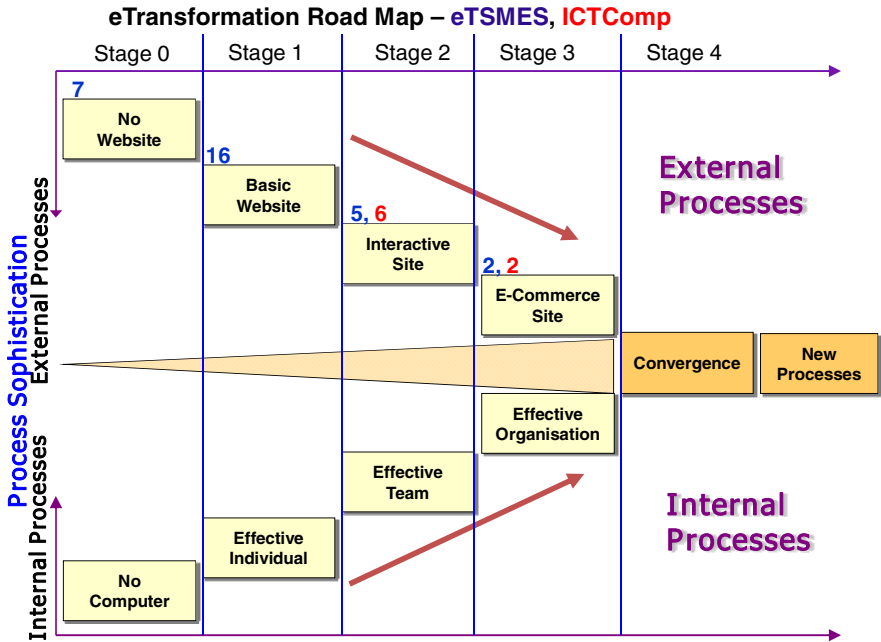 eTransformation Road Map – eTSMES, ICTComp
Stage 0
Stage 1
Stage 2
Stage 3
Stage 4
7
No
Website
16
Basic
Website
5, 6
Interactive
Site
2, 2
E-Commerce
Site
External
Processes
Process Sophistication
External Processes
Internal Processes
Convergence
New
Processes
Effective
Organisation
Effective
Team
Effective
Individual
No
Computer
Internal
Processes